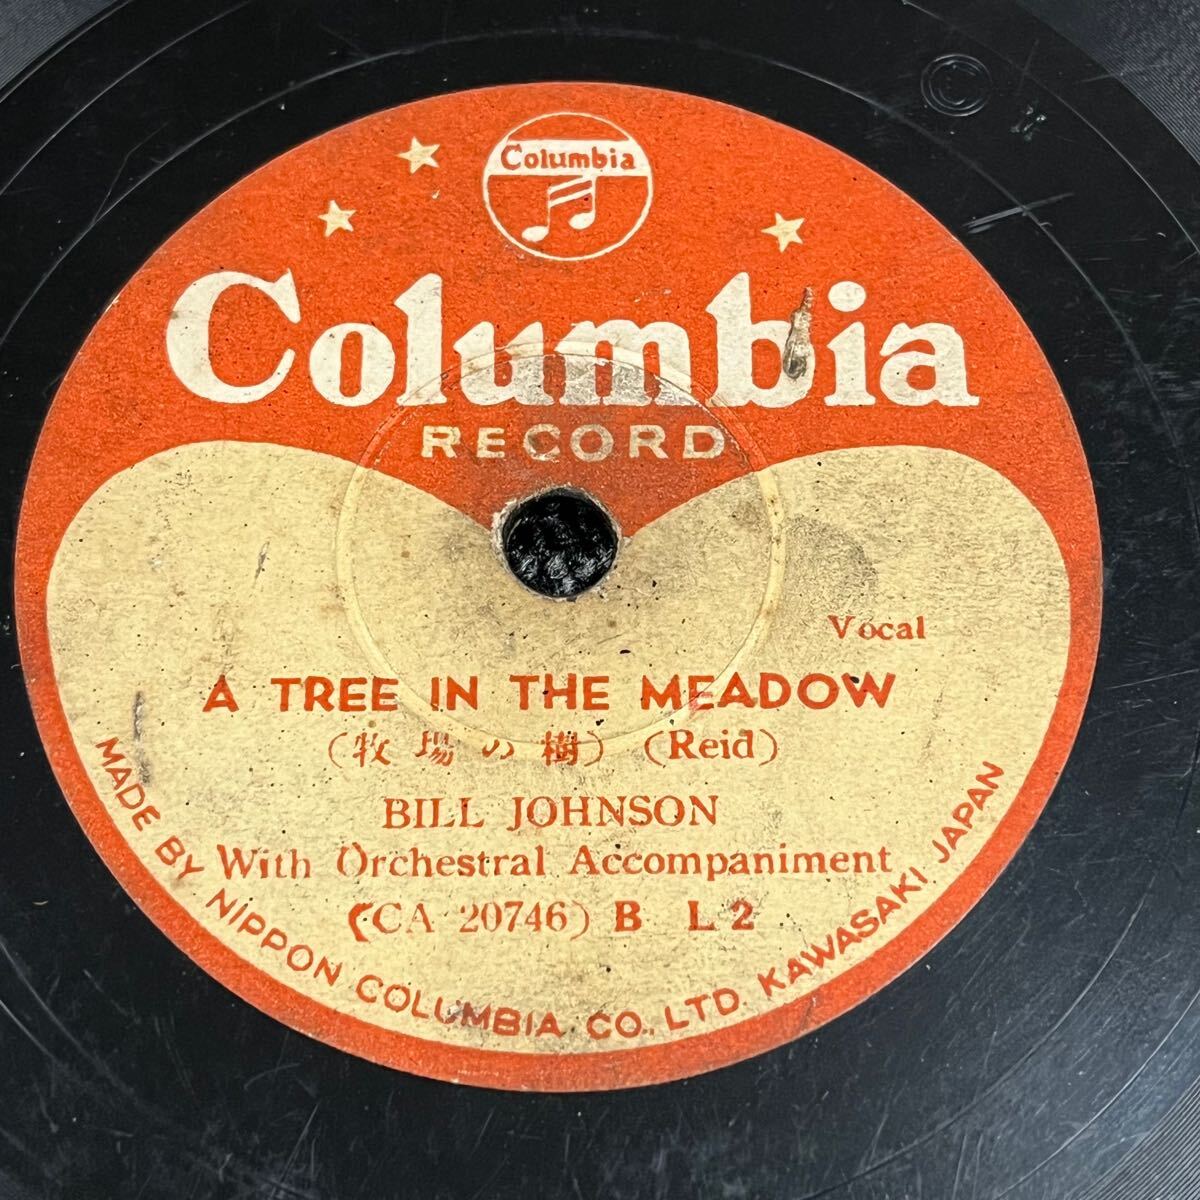 ©
Columbia
Columbia
RECORD
Vocal
A TREE IN THE MEADOW
(牧場の樹) (Reid)
BILL JOHNSON
With Orchestral Accompaniment
(CA 20746) B L2
MADE BY NIPPON COLUMBIA CO., LTD. KAWASAKI JAPAN